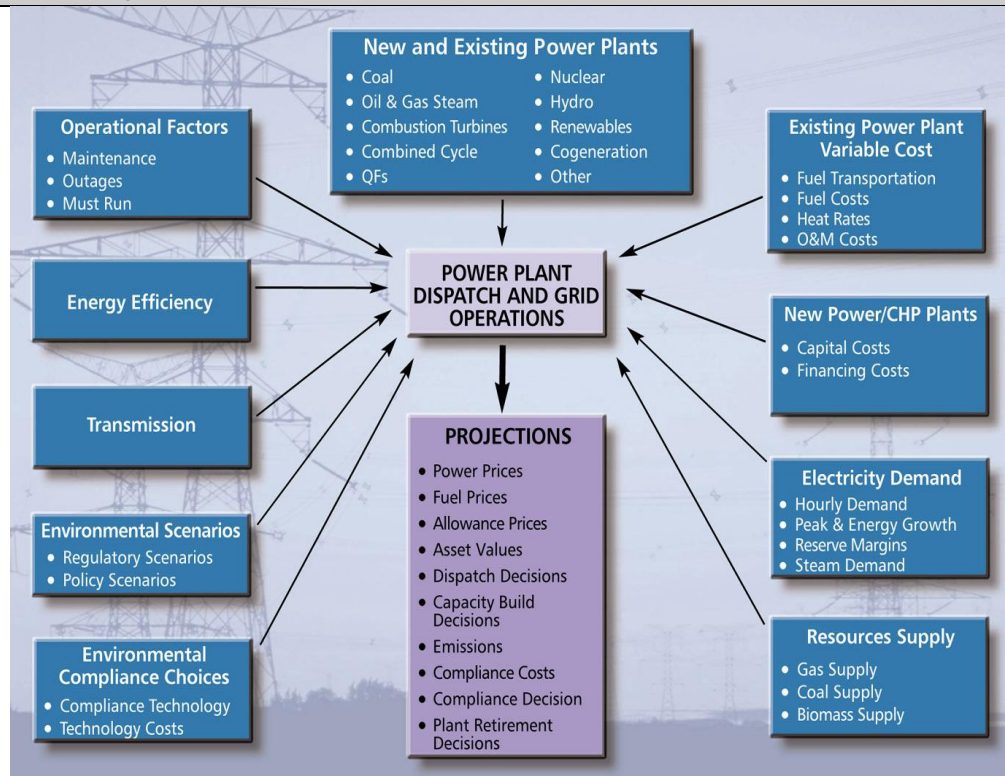 New and Existing Power Plants
• Coal
• Oil & Gas Steam
• Combustion Turbines
• Combined Cycle
• QFs
• Nuclear
• Hydro
• Renewables
• Cogeneration
• Other
Operational Factors
• Maintenance
• Outages
• Must Run
Energy Efficiency
Transmission
Environmental Scenarios
• Regulatory Scenarios
• Policy Scenarios
Environmental
Compliance Choices
• Compliance Technology
• Technology Costs
POWER PLANT
DISPATCH AND GRID
OPERATIONS
PROJECTIONS
• Power Prices
• Fuel Prices
• Allowance Prices
• Asset Values
• Dispatch Decisions
• Capacity Build
Decisions
• Emissions
• Compliance Costs
• Compliance Decision
• Plant Retirement
Decisions
Existing Power Plant
Variable Cost
• Fuel Transportation
• Fuel Costs
• Heat Rates
• O&M Costs
New Power/CHP Plants
• Capital Costs
• Financing Costs
Electricity Demand
• Hourly Demand
• Peak & Energy Growth
• Reserve Margins
• Steam Demand
Resources Supply
• Gas Supply
• Coal Supply
• Biomass Supply